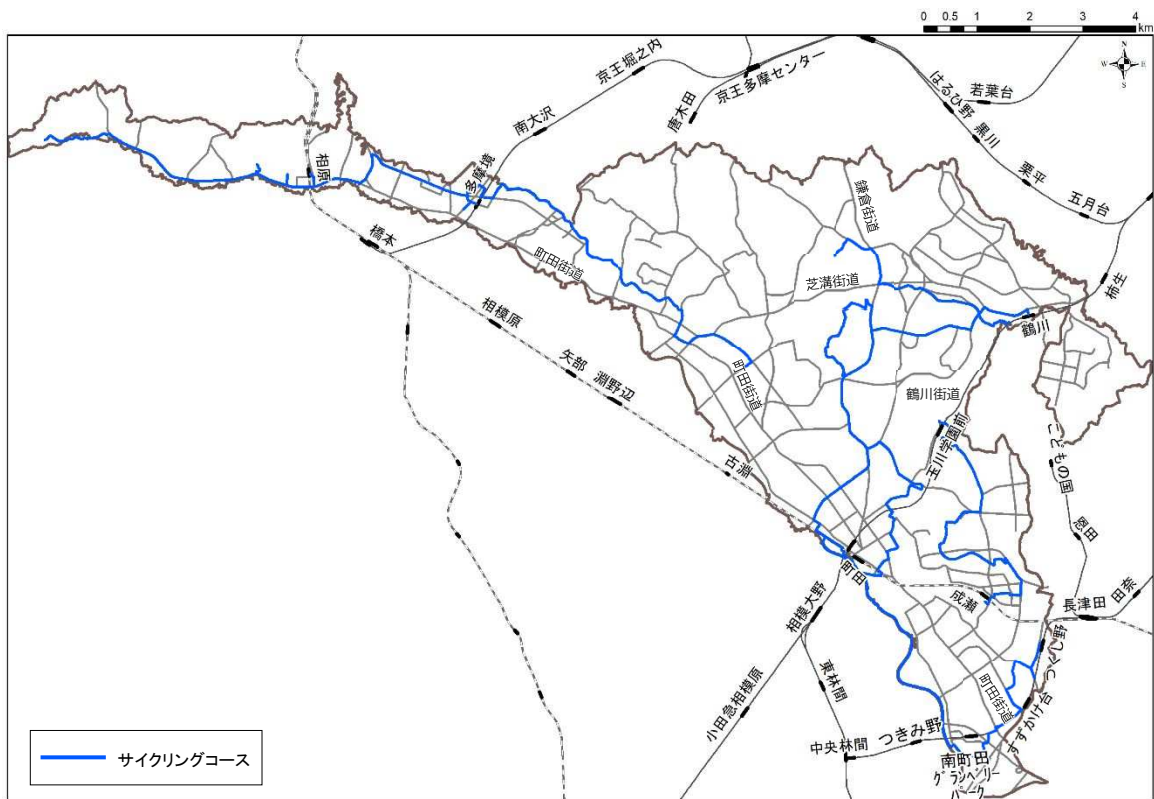 0 0.5 1 2 3 4
km
N
W E
S
京王堀之内
京王多摩センター
若葉台
はるひ野
唐木田
南大沢
黒川
栗平
五月台
相原
多摩境
鎌倉街道
橋本
町田街道
芝溝街道
柿生
相模原
鶴川
矢部
淵野辺
町田街道
鶴川街道
玉川学園前
古淵
こどもの国
恩田
町田
成瀬
長津田
田奈
相模大野
つくし野
東林間
町田街道
小田急相模原
すずかけ台
つきみ野
中央林間
南町田
グランベリー
パーク
サイクリングコース